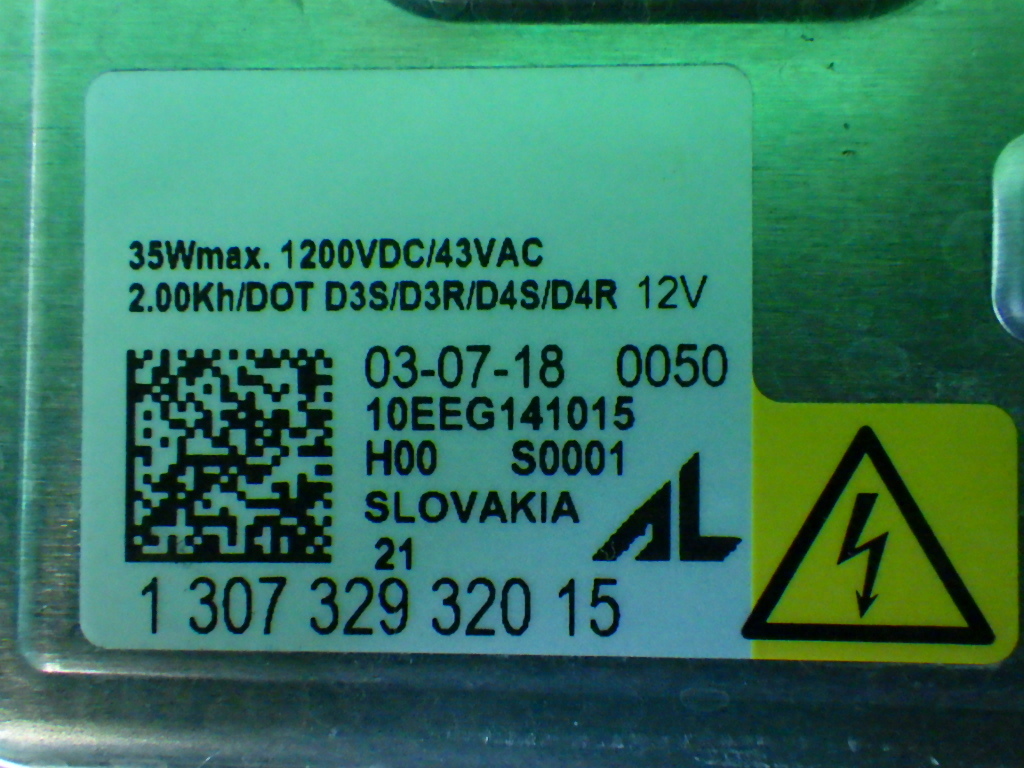 35Wmax. 1200VDC/43VAC
2.00Kh/DOT D3S/D3R/D4S/D4R 12V
03-07-18 0050
10EEG141015
H00 S0001
SLOVAKIA
AL
21
1 307 329 320 15